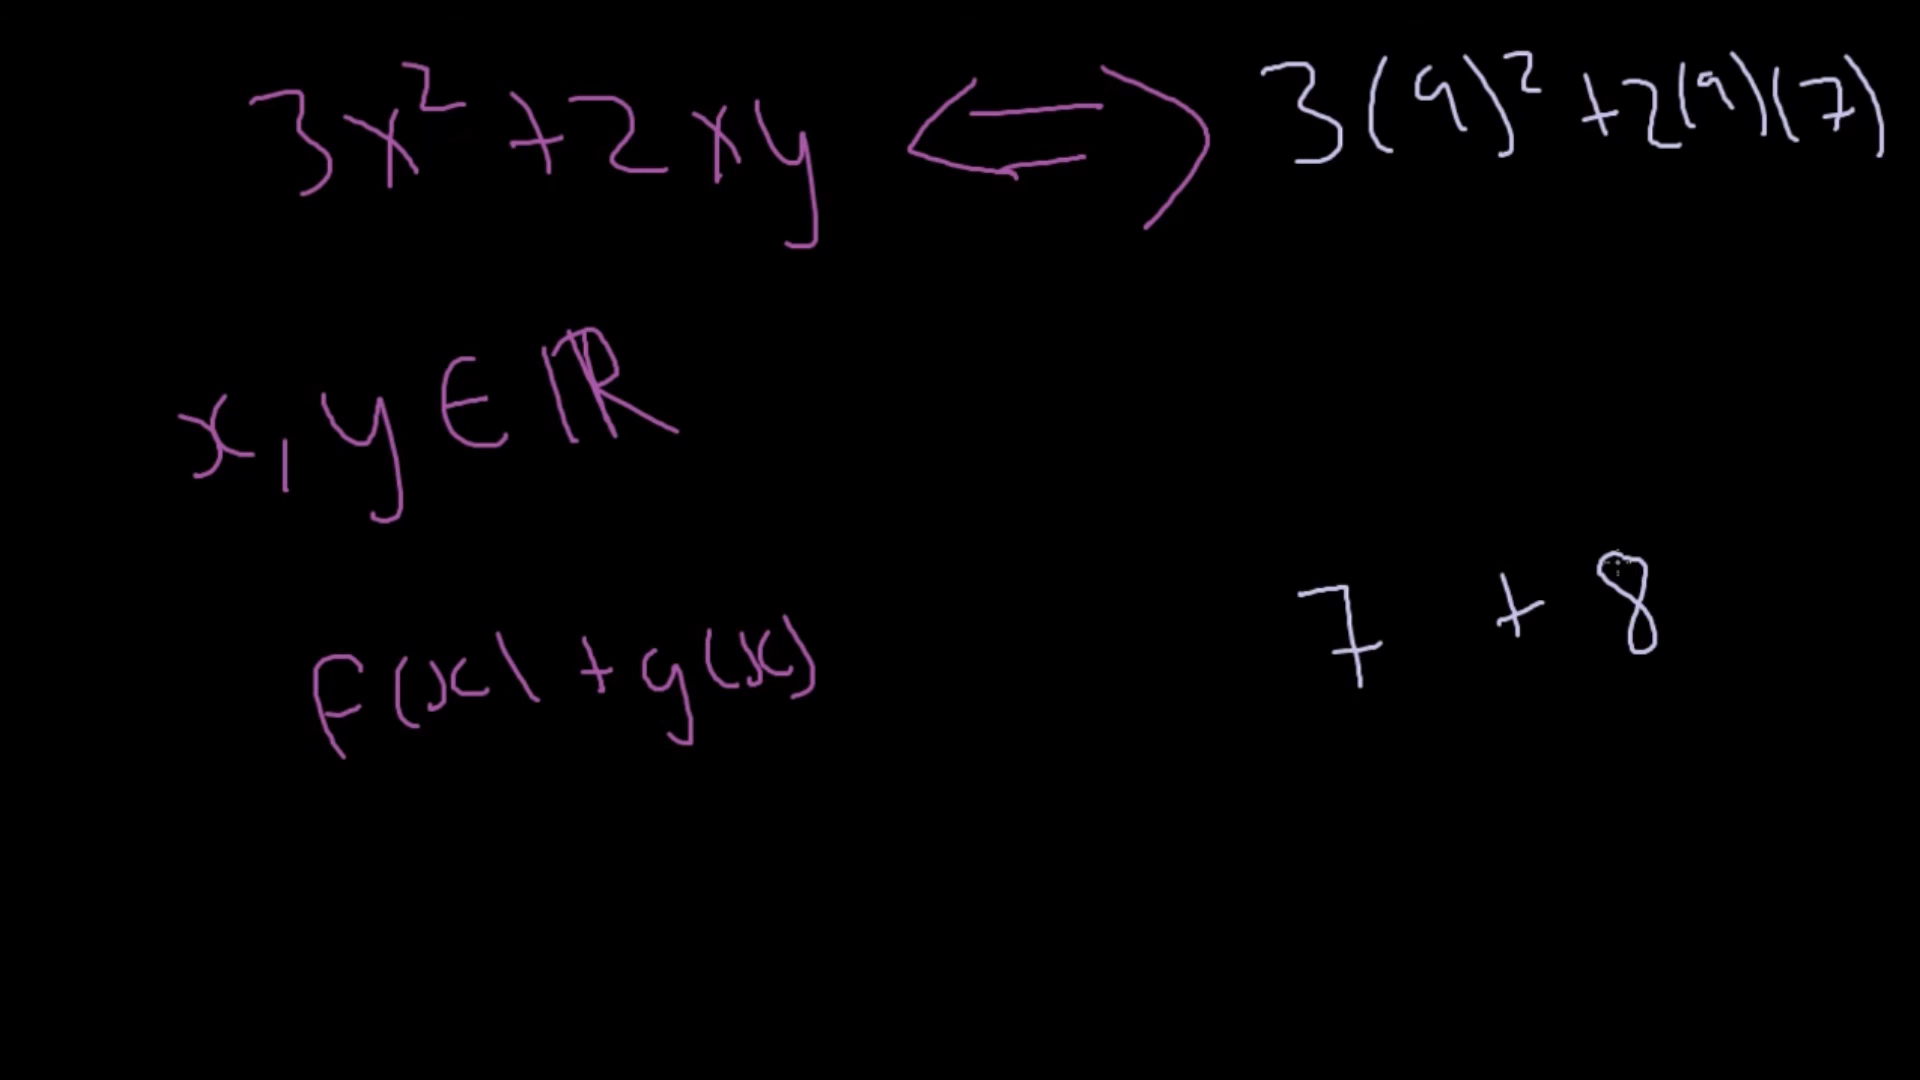 3x² + 2xy ⇔ 3(9)² + 2(9)(7)
x, y ∈ ℝ
F(x) + g(x) 7 + 8